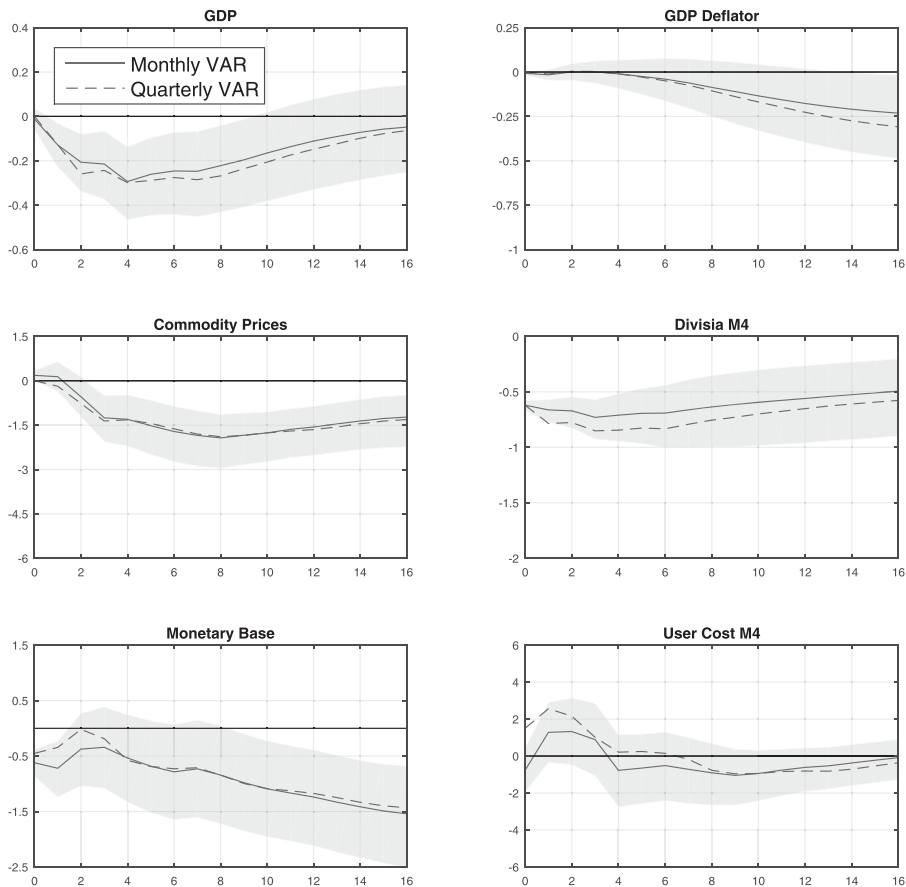 GDP
0.4
0.2
0
-0.2
-0.4
-0.6
0 2 4 6 8 10 12 14 16
Monthly VAR
Quarterly VAR
GDP Deflator
0.25
0
-0.25
-0.5
-0.75
-1
0 2 4 6 8 10 12 14 16
Commodity Prices
1.5
0
-1.5
-3
-4.5
-6
0 2 4 6 8 10 12 14 16
Divisia M4
0
-0.5
-1
-1.5
-2
0 2 4 6 8 10 12 14 16
Monetary Base
1.5
0.5
-0.5
-1.5
-2.5
0 2 4 6 8 10 12 14 16
User Cost M4
6
4
2
0
-2
-4
-6
0 2 4 6 8 10 12 14 16